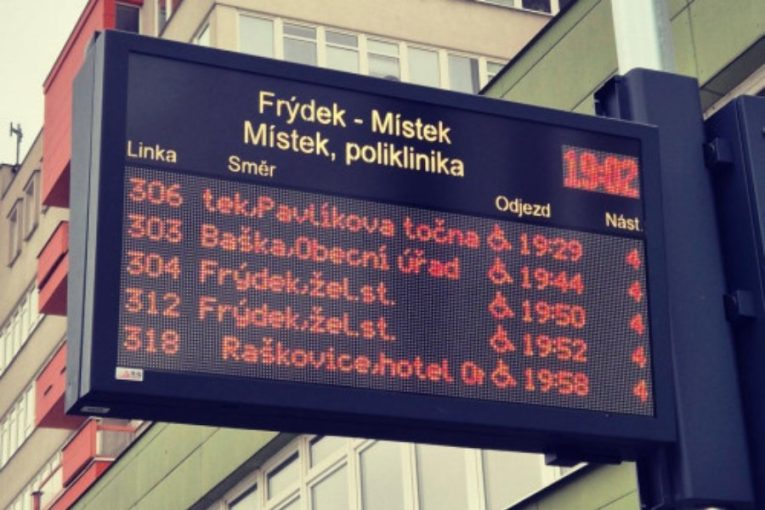 Frýdek - Místek
Místek, poliklinika
19:02
Linka Směr Odjezd Nást.
306 tek,Pavlíkova točna ♿ 19:29 4
303 Baška,Obecní úřad ♿ 19:44 4
304 Frýdek,žel.st. ♿ 19:50 4
312 Frýdek,žel.st. ♿ 19:52 4
318 Raškovice,hotel ♿ 19:58 4